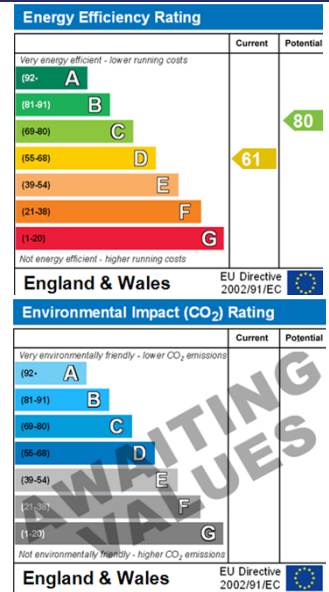 Energy Efficiency Rating
Current Potential
Very energy efficient - lower running costs
(92- A
(81-91) B
80
(69-80) C
(55-68) D 61
(39-54) E
(21-38) F
(1-20) G
Not energy efficient - higher running costs
England & Wales
EU Directive
2002/91/EC
Environmental Impact (CO₂) Rating
Current Potential
Very environmentally friendly - lower CO₂ emissions
(92- A
(81-91) B
(69-80) C
(55-68) D
(39-54) E
(21-38) F
(1-20) G
AWAITING
VALUES
Not environmentally friendly - higher CO₂ emissions
England & Wales
EU Directive
2002/91/EC